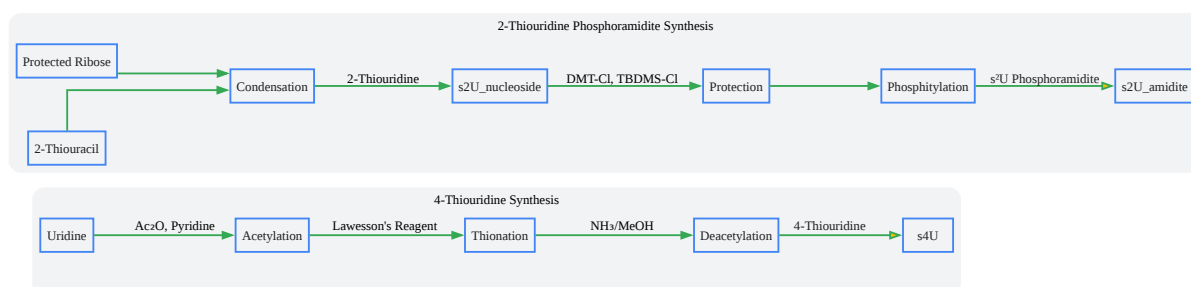 2-Thiouridine Phosphoramidite Synthesis
Protected Ribose
2-Thiouracil
Condensation
2-Thiouridine
s2U_nucleoside
DMT-Cl, TBDMS-Cl
Protection
Phosphitylation
s²U Phosphoramidite
s2U_amidite
4-Thiouridine Synthesis
Uridine
Ac₂O, Pyridine
Acetylation
Lawesson's Reagent
Thionation
NH₃/MeOH
Deacetylation
4-Thiouridine
s4U